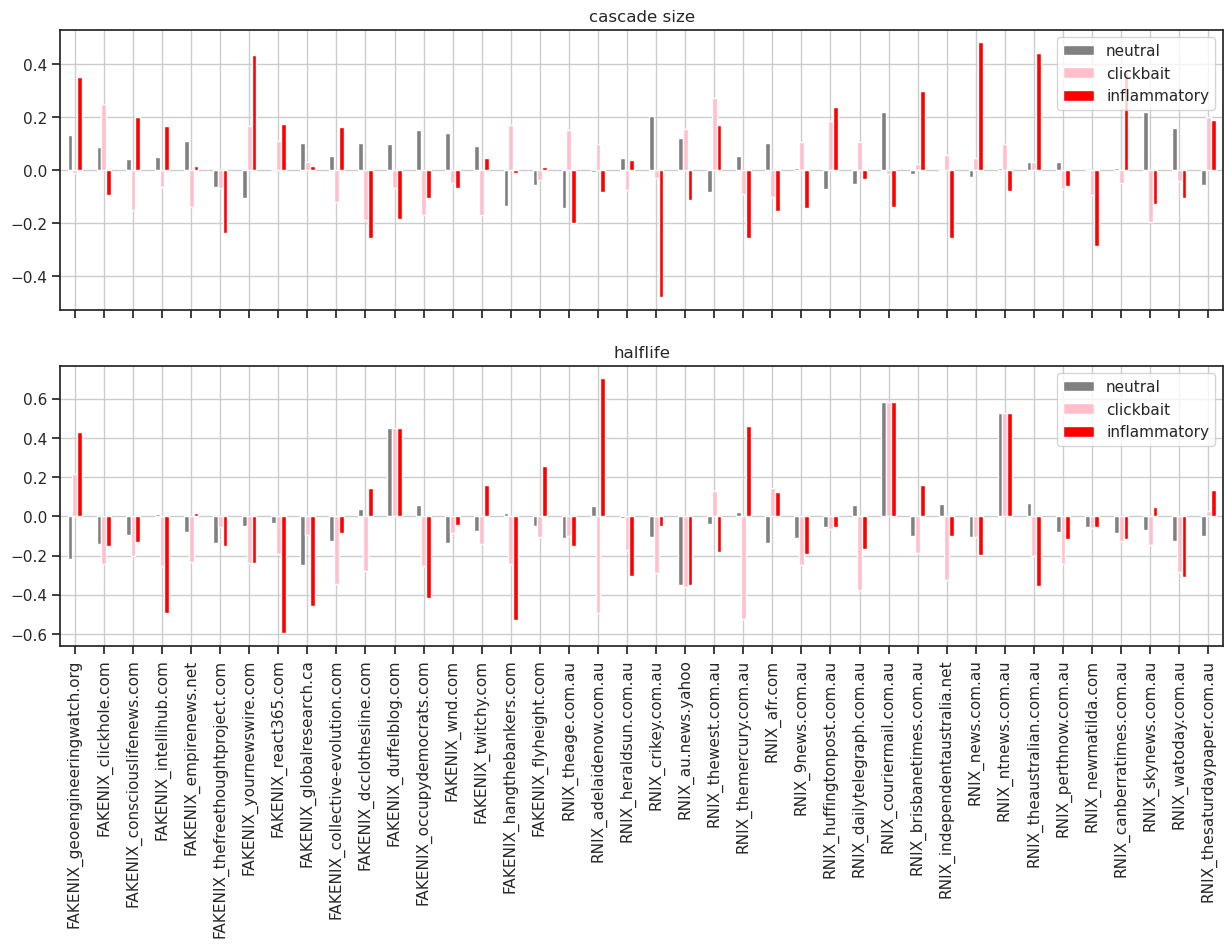 cascade size
neutral
clickbait
inflammatory
0.4
0.2
0.0
−0.2
−0.4
halflife
neutral
clickbait
inflammatory
0.6
0.4
0.2
0.0
−0.2
−0.4
−0.6
FAKENIX_geoengineeringwatch.org
FAKENIX_clickhole.com
FAKENIX_consciouslifenews.com
FAKENIX_intellihub.com
FAKENIX_empirenews.net
FAKENIX_thefreethoughtproject.com
FAKENIX_yournewswire.com
FAKENIX_react365.com
FAKENIX_globalresearch.ca
FAKENIX_collective-evolution.com
FAKENIX_dcclothesline.com
FAKENIX_duffelblog.com
FAKENIX_occupydemocrats.com
FAKENIX_wnd.com
FAKENIX_twitchy.com
FAKENIX_hangthebankers.com
FAKENIX_flyheight.com
RNIX_theage.com.au
RNIX_adelaidenow.com.au
RNIX_heraldsun.com.au
RNIX_crikey.com.au
RNIX_au.news.yahoo
RNIX_thewest.com.au
RNIX_themercury.com.au
RNIX_afr.com
RNIX_9news.com.au
RNIX_huffingtonpost.com.au
RNIX_dailytelegraph.com.au
RNIX_couriermail.com.au
RNIX_brisbanetimes.com.au
RNIX_independentaustralia.net
RNIX_news.com.au
RNIX_ntnews.com.au
RNIX_theaustralian.com.au
RNIX_perthnow.com.au
RNIX_newmatilda.com
RNIX_canberratimes.com.au
RNIX_skynews.com.au
RNIX_watoday.com.au
RNIX_thesaturdaypaper.com.au